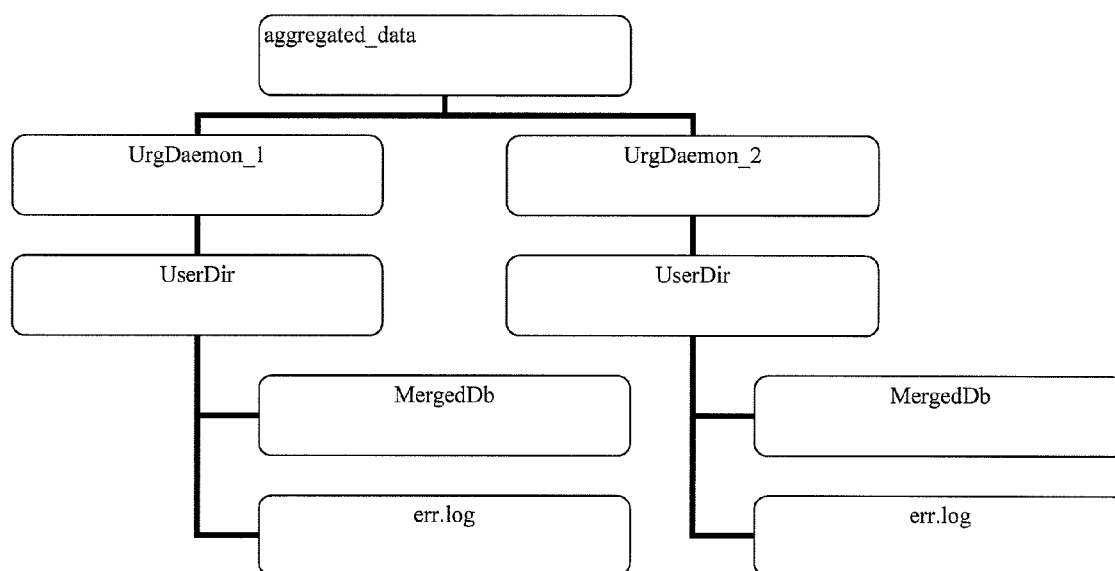 aggregated_data
UrgDaemon_1
UrgDaemon_2
UserDir
UserDir
MergedDb
MergedDb
err.log
err.log